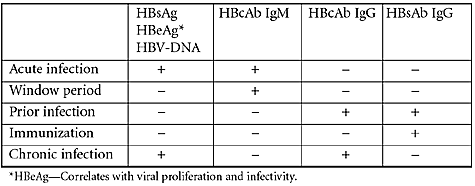 HBsAg HBcAb IgM HBcAb IgG HBsAb IgG
HBeAg*
HBV-DNA
Acute infection + + – –
Window period – + – –
Prior infection – – + +
Immunization – – – +
Chronic infection + – + –
*HBeAg—Correlates with viral proliferation and infectivity.